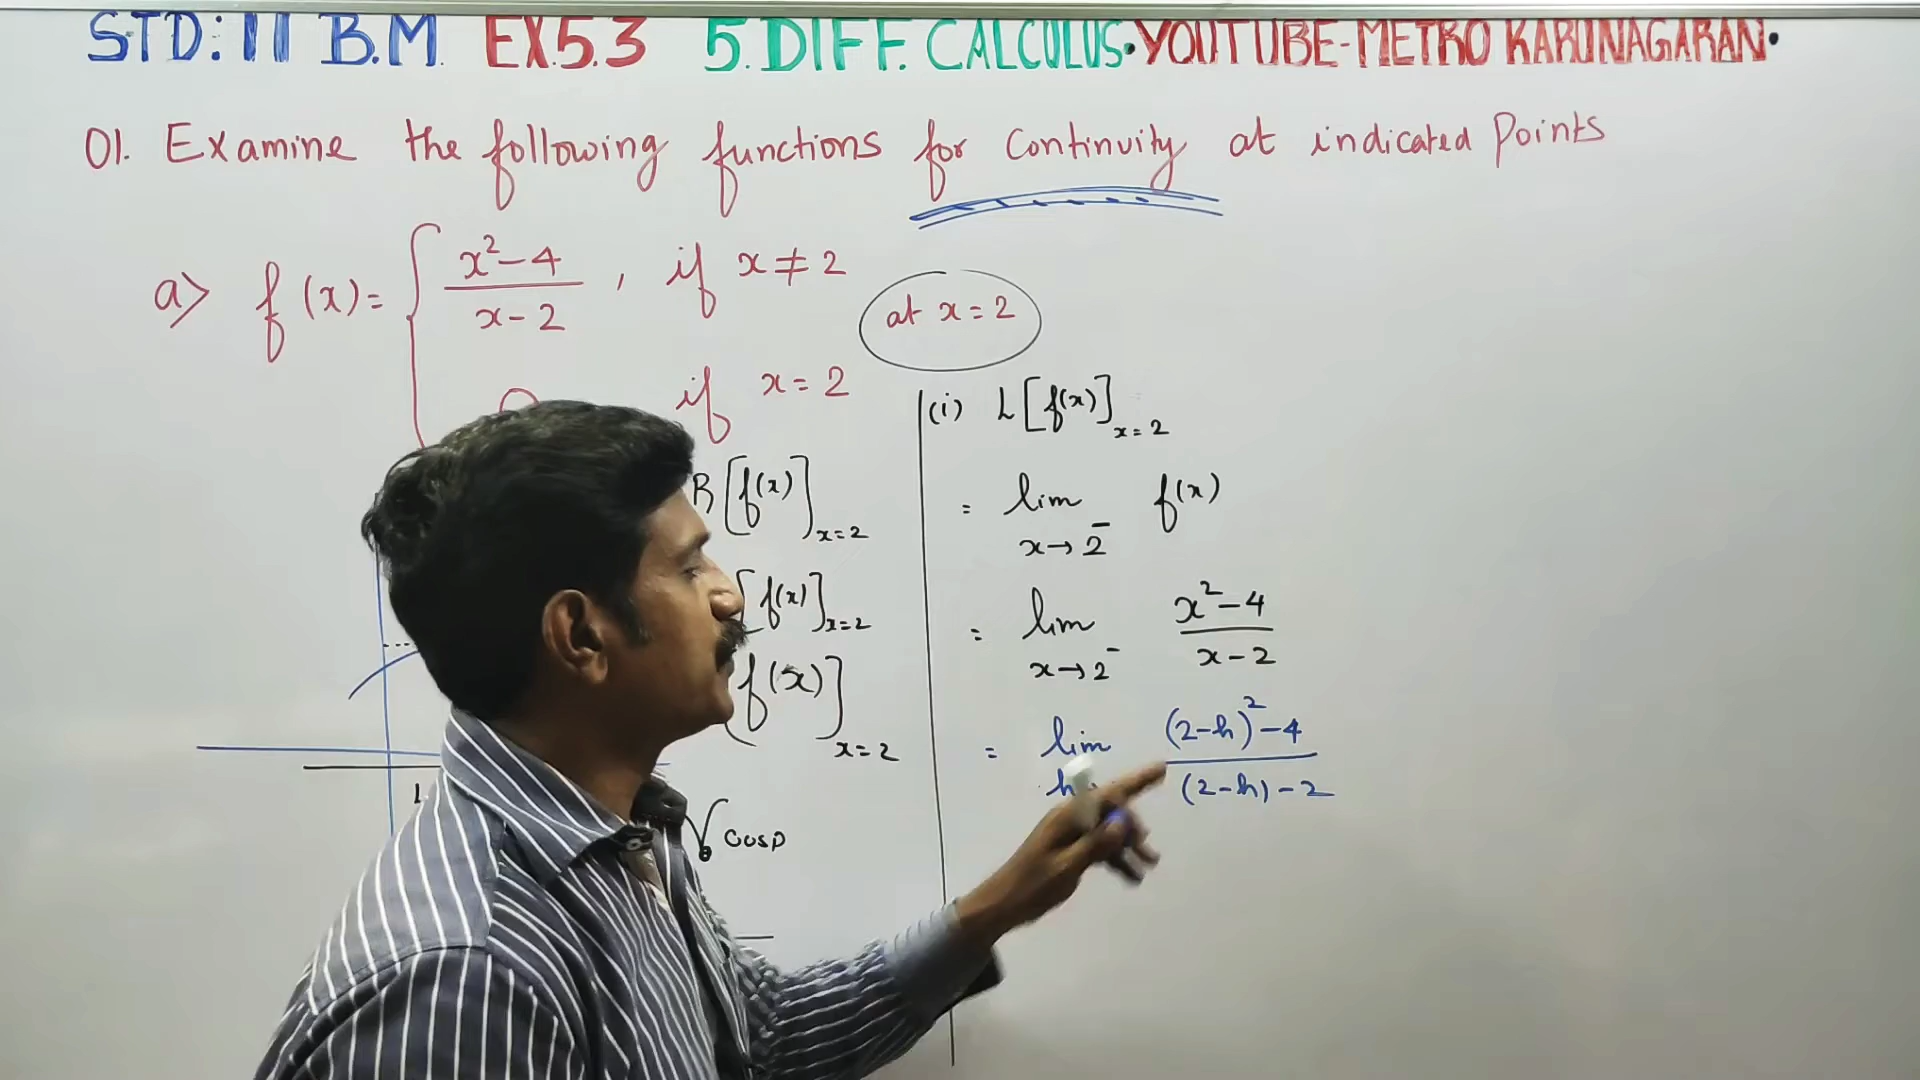 STD: 11 B.M. EX.5.3 5. DIFF. CALCULUS • YOUTUBE-METRO KARUNAGARAN •
01. Examine the following functions for Continuity at indicated Points
a) f(x) = { x²-4 / x-2 , if x ≠ 2
if x = 2
at x = 2
R[f(x)] x=2
[f(x)] x=2
f(x)] x=2
Cusp
(i) L[f(x)] x=2
= lim x→2⁻ f(x)
= lim x→2⁻ x²-4 / x-2
= lim h (2-h)²-4 / (2-h)-2